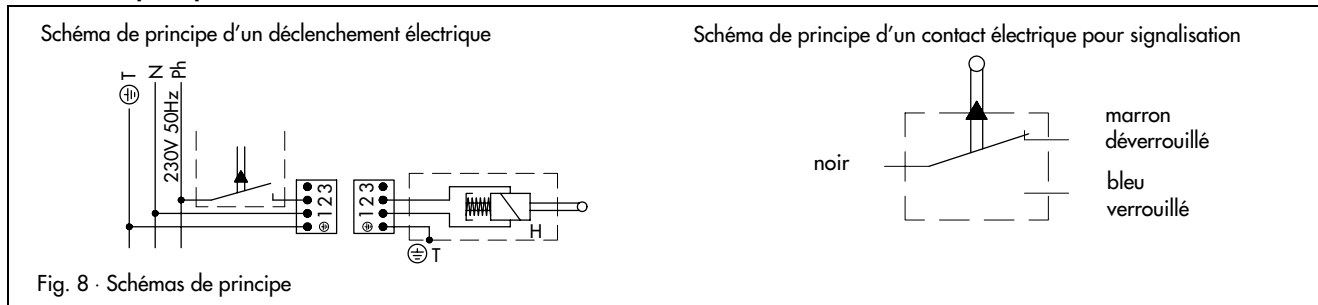 Schéma de principe d'un déclenchement électrique
T
N
Ph
230V 50Hz
1 2 3
1 2 3
H
T
Schéma de principe d'un contact électrique pour signalisation
noir
marron
déverrouillé
bleu
verrouillé
Fig. 8 · Schémas de principe